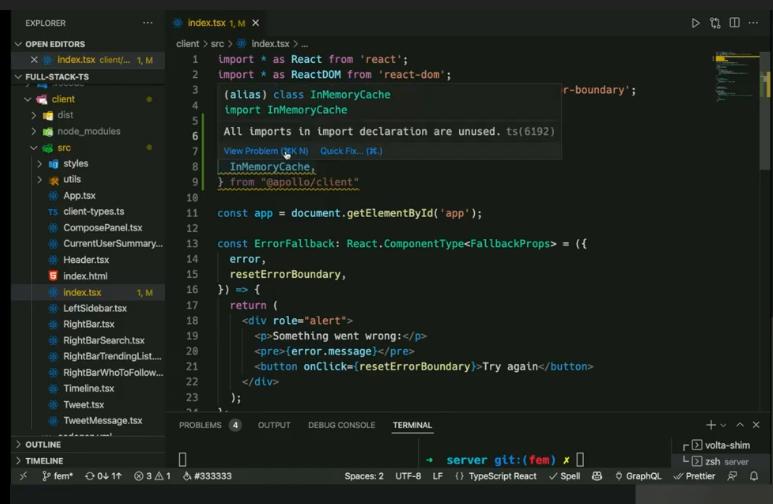 EXPLORER
index.tsx 1, M
OPEN EDITORS
index.tsx client/... 1, M
client > src > index.tsx > ...
FULL-STACK-TS
client
dist
node_modules
src
styles
utils
App.tsx
TS client-types.ts
ComposePanel.tsx
CurrentUserSummary...
Header.tsx
index.html
index.tsx 1, M
LeftSidebar.tsx
RightBar.tsx
RightBarSearch.tsx
RightBarTrendingList....
RightBarWhoToFollow...
Timeline.tsx
Tweet.tsx
TweetMessage.tsx
OUTLINE
TIMELINE
1 import * as React from 'react';
2 import * as ReactDOM from 'react-dom';
3 or-boundary';
4
5
6
7
(alias) class InMemoryCache
import InMemoryCache
All imports in import declaration are unused. ts(6192)
View Problem (⌘K N) Quick Fix... (⌘.)
8 InMemoryCache,
9 } from "@apollo/client"
10
11 const app = document.getElementById('app');
12
13 const ErrorFallback: React.ComponentType<FallbackProps> = ({
14 error,
15 resetErrorBoundary,
16 }) => {
17 return (
18 <div role="alert">
19 <p>Something went wrong:</p>
20 <pre>{error.message}</pre>
21 <button onClick={resetErrorBoundary}>Try again</button>
22 </div>
23 );
PROBLEMS 4 OUTPUT DEBUG CONSOLE TERMINAL
server git:(fem) ✗
volta-shim
zsh server
fem* 0↓ 1↑ 3 1 #333333 Spaces: 2 UTF-8 LF {} TypeScript React Spell GraphQL Prettier